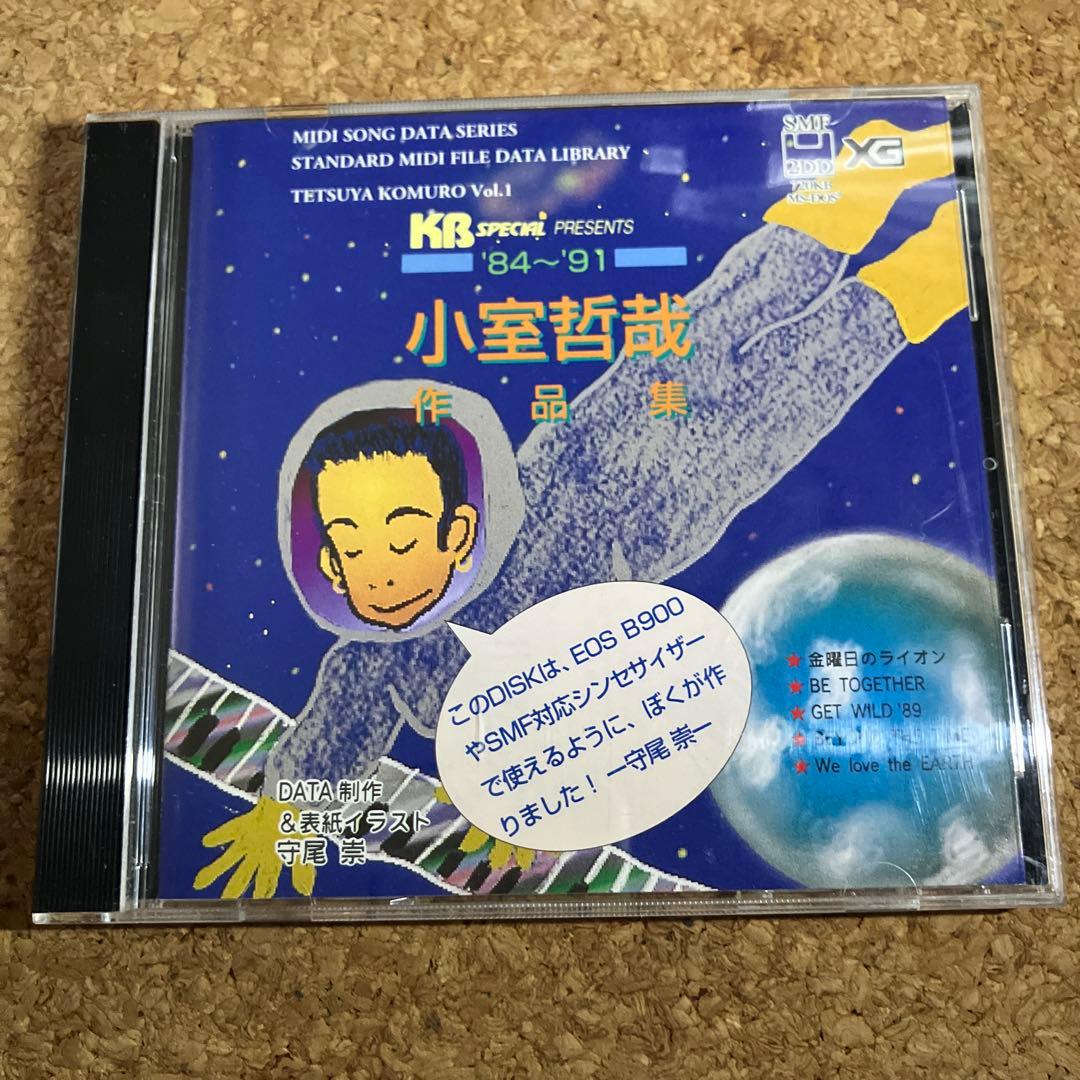 MIDI SONG DATA SERIES
STANDARD MIDI FILE DATA LIBRARY
TETSUYA KOMURO Vol.1
SMF
2DD
720KB
MS-DOS
XG
KB SPECIAL PRESENTS
'84〜'91
小室哲哉
作品集
このDISKは、EOS B900
やSMF対応シンセサイザー
で使えるように、ぼくが作
りました！ー守尾 崇ー
★金曜日のライオン
★BE TOGETHER
★GET WILD '89
★
★We love the EARTH
DATA 制作
&表紙イラスト
守尾 崇